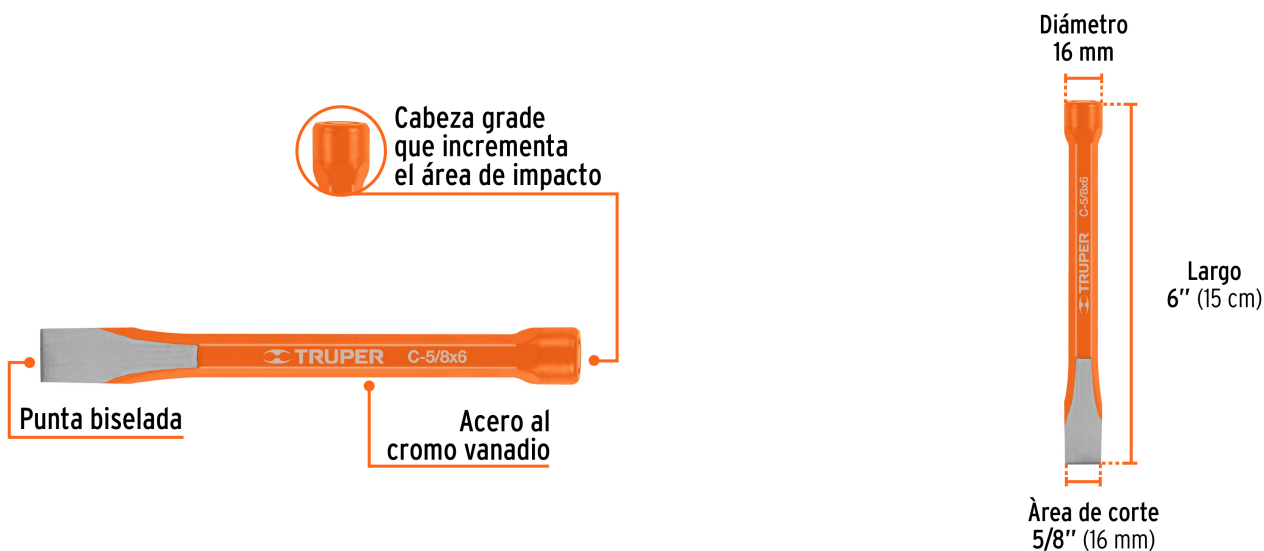 Cabeza grade
que incrementa
el área de impacto
TRUPER C-5/8x6
Punta biselada
Acero al
cromo vanadio
Diámetro
16 mm
TRUPER C-5/8x6
Largo
6" (15 cm)
Àrea de corte
5/8" (16 mm)